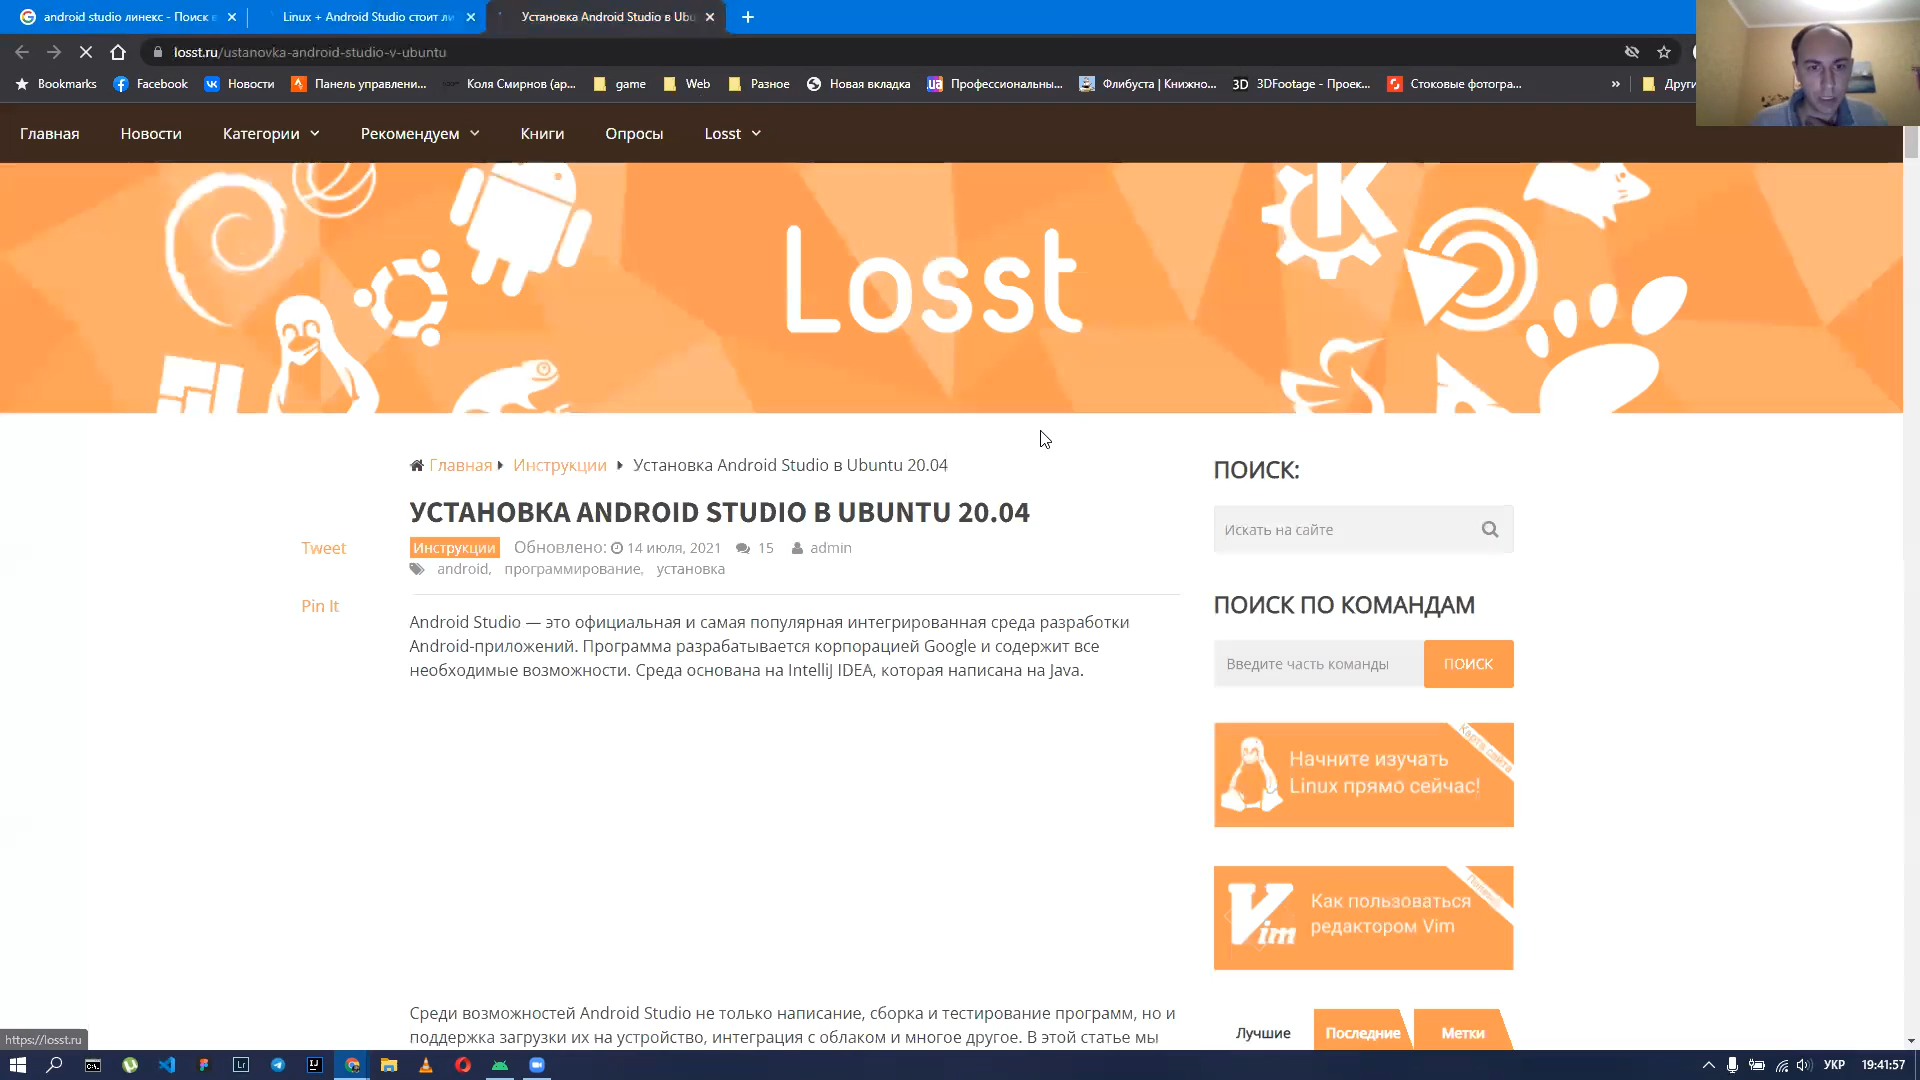 android studio линекс - Поиск в
Linux + Android Studio стоит ли
Установка Android Studio в Ubu
losst.ru/ustanovka-android-studio-v-ubuntu
Bookmarks
Facebook
Новости
Панель управлени...
Коля Смирнов (ар...
game
Web
Разное
Новая вкладка
Профессиональны...
Флибуста | Книжно...
3D
3DFootage - Проек...
Стоковые фотогра...
»
Други
Главная
Новости
Категории
Рекомендуем
Книги
Опросы
Losst
Losst
Главная
Инструкции
Установка Android Studio в Ubuntu 20.04
УСТАНОВКА ANDROID STUDIO В UBUNTU 20.04
Инструкции Обновлено: 14 июля, 2021 15 admin
android, программирование, установка
Tweet
Pin It
Android Studio — это официальная и самая популярная интегрированная среда разработки
Android-приложений. Программа разрабатывается корпорацией Google и содержит все
необходимые возможности. Среда основана на IntelliJ IDEA, которая написана на Java.
Среди возможностей Android Studio не только написание, сборка и тестирование программ, но и
поддержка загрузки их на устройство, интеграция с облаком и многое другое. В этой статье мы
ПОИСК:
Искать на сайте
ПОИСК ПО КОМАНДАМ
Введите часть команды
ПОИСК
Карта сайта
Начните изучать
Linux прямо сейчас!
Vim
Как пользоваться
редактором Vim
Лучшие
Последние
Метки
https://losst.ru
УКР
19:41:57